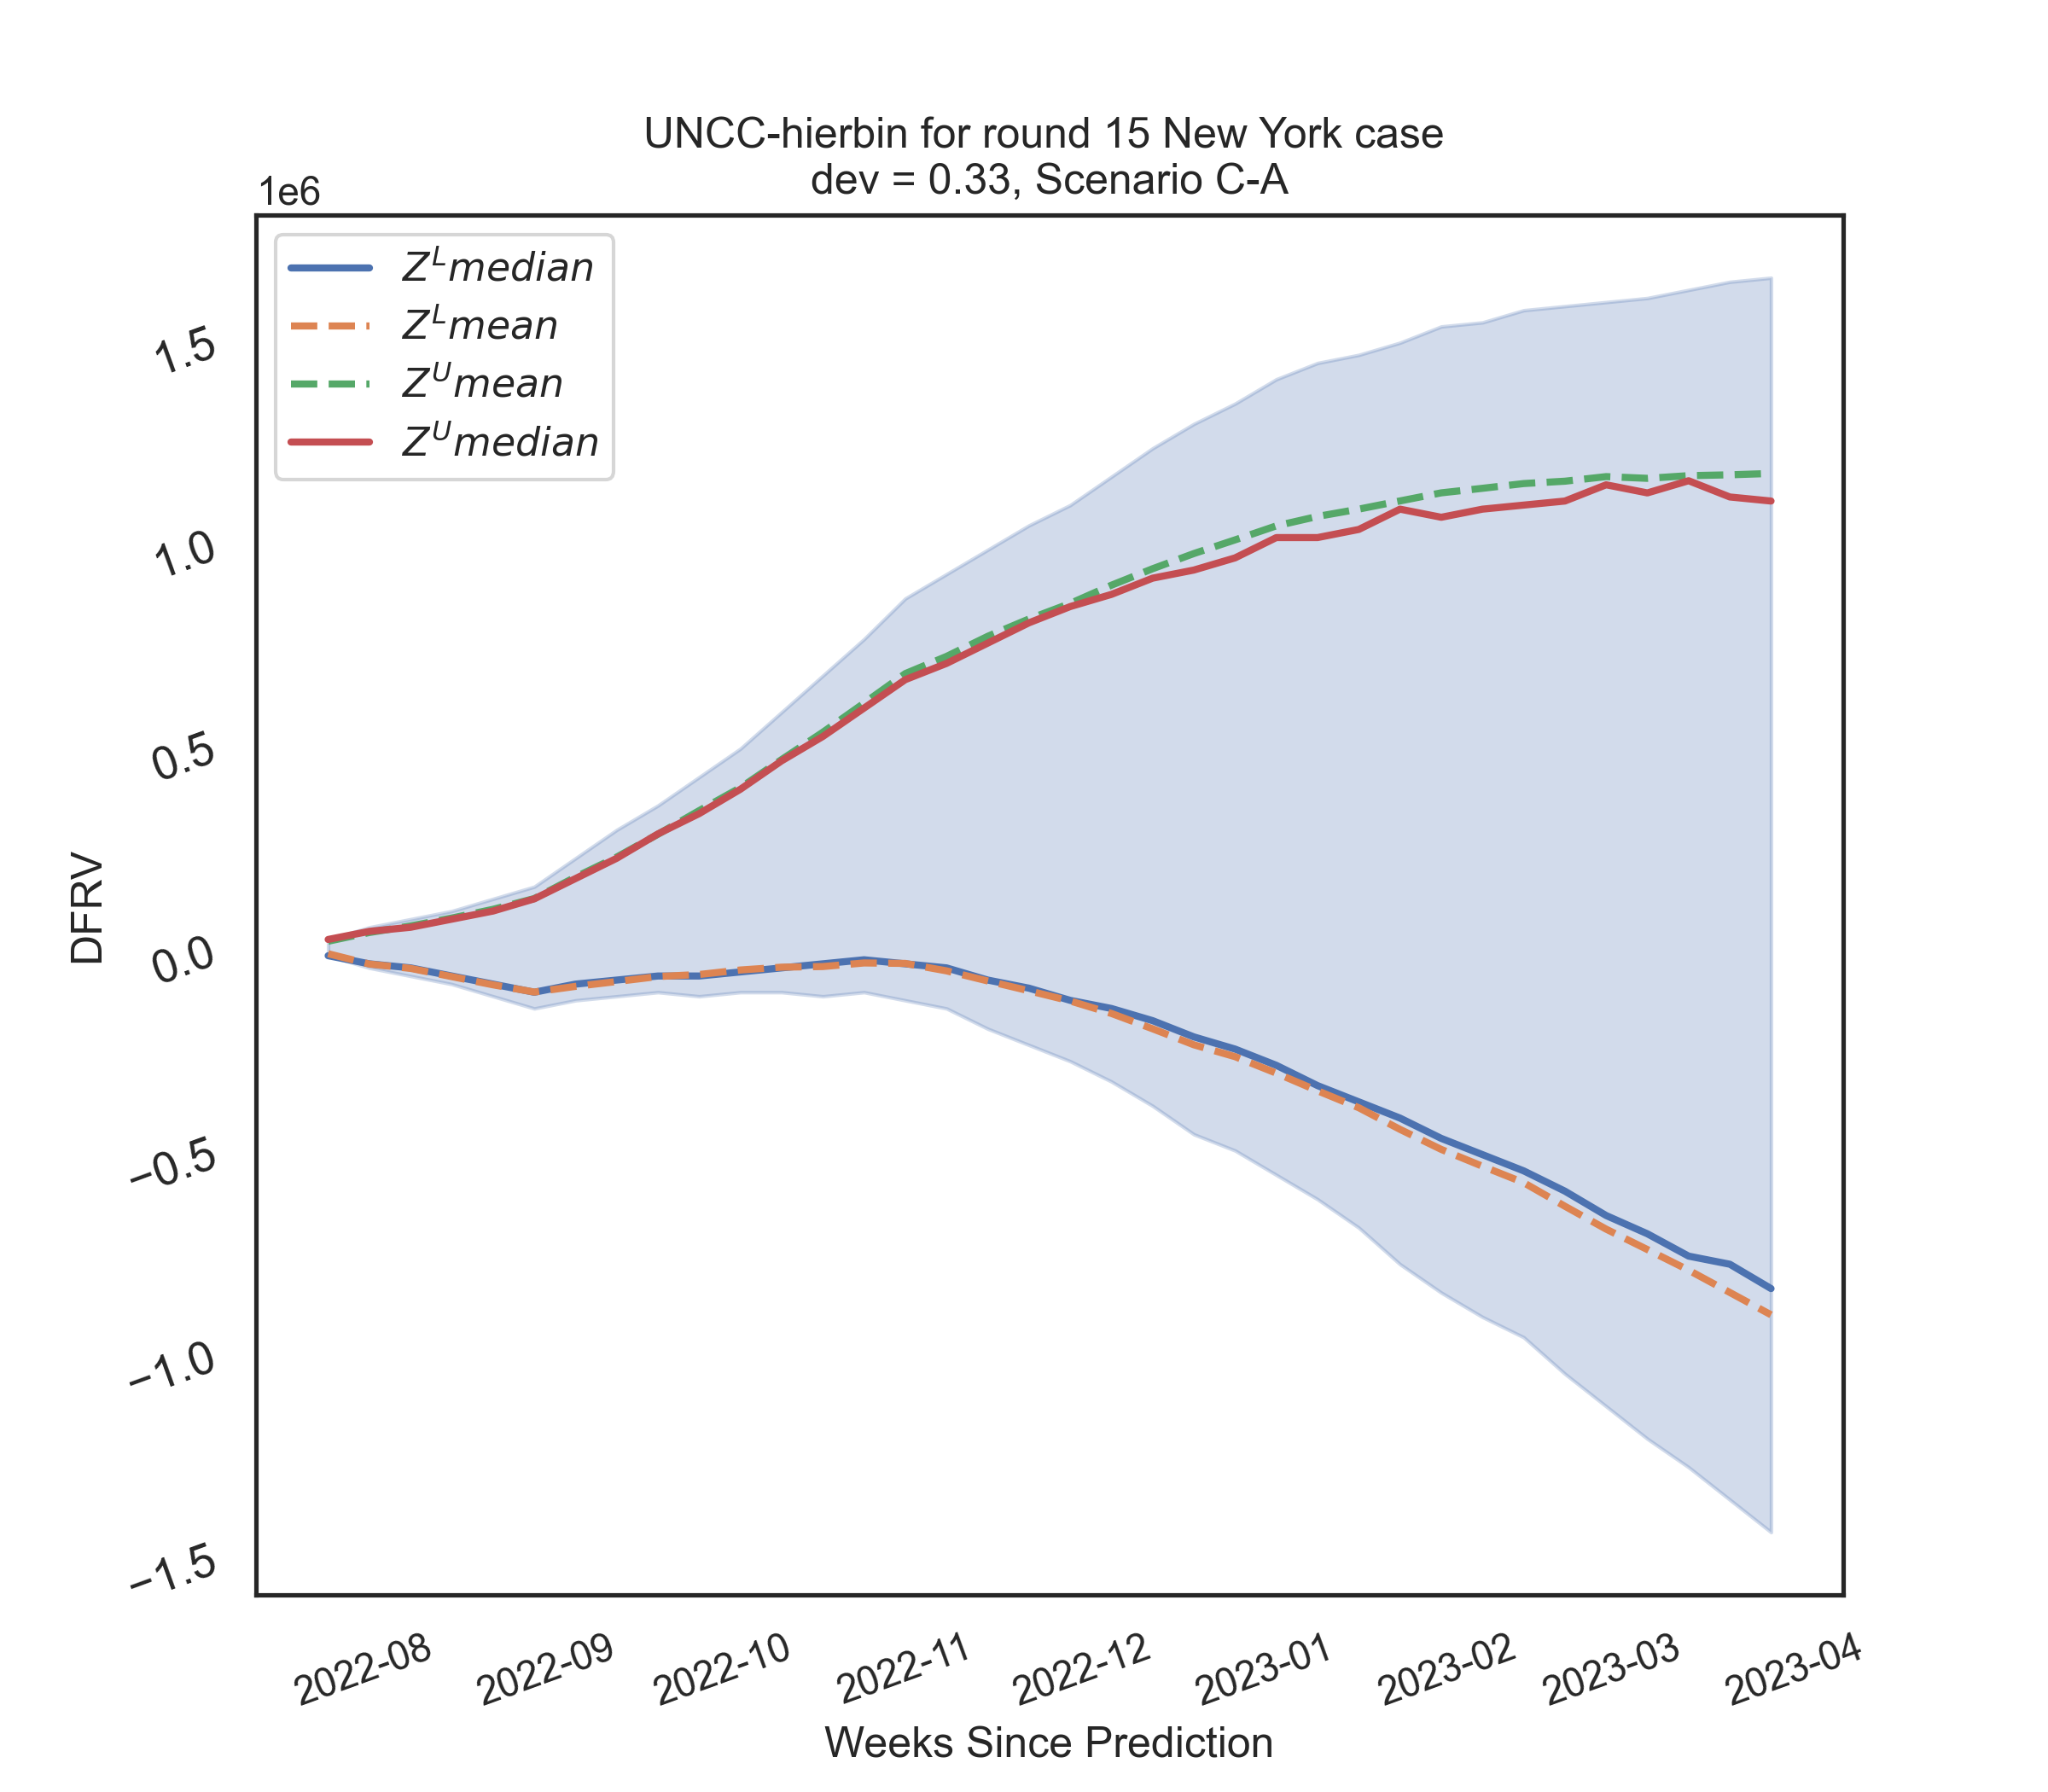 UNCC-hierbin for round 15 New York case
dev = 0.33, Scenario C-A
1e6
Z^L median
Z^L mean
Z^U mean
Z^U median
1.5
1.0
0.5
0.0
−0.5
−1.0
−1.5
DFRV
2022-08
2022-09
2022-10
2022-11
2022-12
2023-01
2023-02
2023-03
2023-04
Weeks Since Prediction